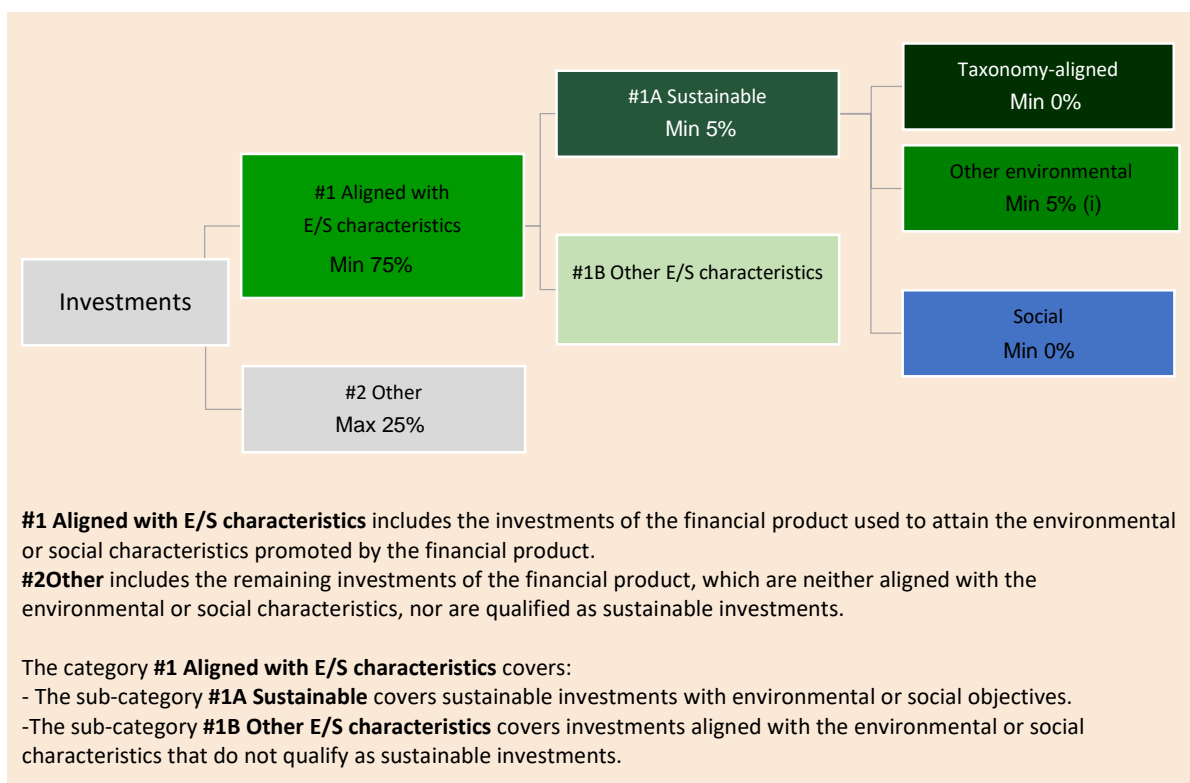 Investments
#1 Aligned with
E/S characteristics
Min 75%
#2 Other
Max 25%
#1A Sustainable
Min 5%
#1B Other E/S characteristics
Taxonomy-aligned
Min 0%
Other environmental
Min 5% (i)
Social
Min 0%
#1 Aligned with E/S characteristics includes the investments of the financial product used to attain the environmental
or social characteristics promoted by the financial product.
#2Other includes the remaining investments of the financial product, which are neither aligned with the
environmental or social characteristics, nor are qualified as sustainable investments.
The category #1 Aligned with E/S characteristics covers:
- The sub-category #1A Sustainable covers sustainable investments with environmental or social objectives.
-The sub-category #1B Other E/S characteristics covers investments aligned with the environmental or social
characteristics that do not qualify as sustainable investments.